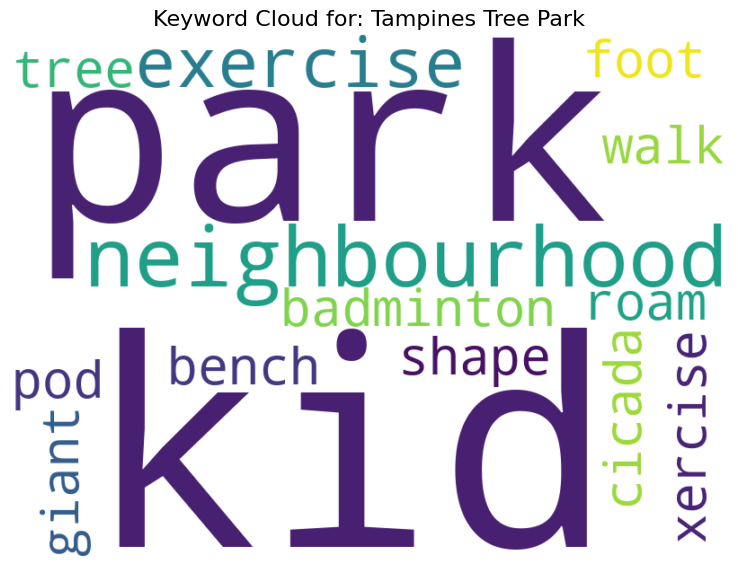 Keyword Cloud for: Tampines Tree Park
tree
exercise
foot
park
walk
neighbourhood
badminton
roam
pod
bench
shape
kid
giant
cicada
xercise